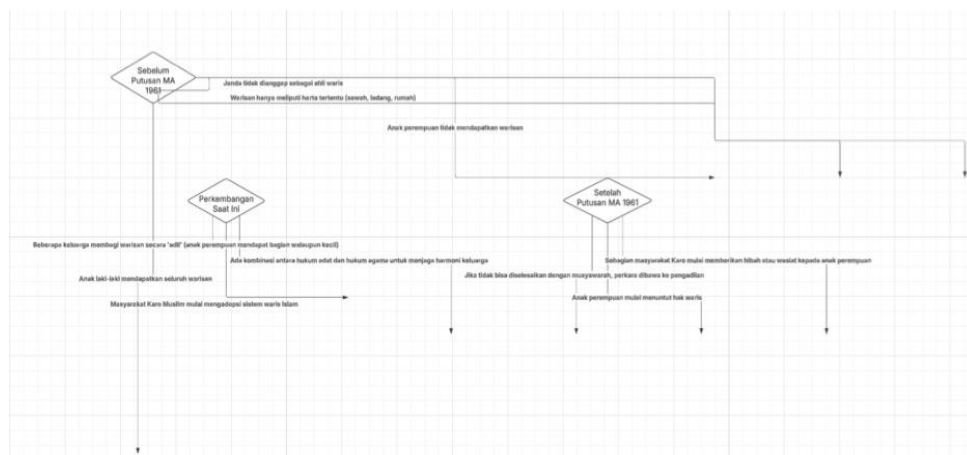 Sebelum
Putusan MA
1961
Janda tidak dianggap sebagai ahli waris
Warisan hanya meliputi harta tertentu (sawah, ladang, rumah)
Anak perempuan tidak mendapatkan warisan
Perkembangan
Saat Ini
Setelah
Putusan MA 1961
Beberapa keluarga membagi warisan secara "adil" (anak perempuan mendapat bagian walaupun kecil)
Ada kombinasi antara hukum adat dan hukum agama untuk menjaga harmoni keluarga
Sebagian masyarakat Karo mulai memberikan hibah atau wasiat kepada anak perempuan
Anak laki-laki mendapatkan seluruh warisan
Jika tidak bisa diselesaikan dengan musyawarah, perkara dibawa ke pengadilan
Masyarakat Karo Muslim mulai mengadopsi sistem waris Islam
Anak perempuan mulai menuntut hak waris